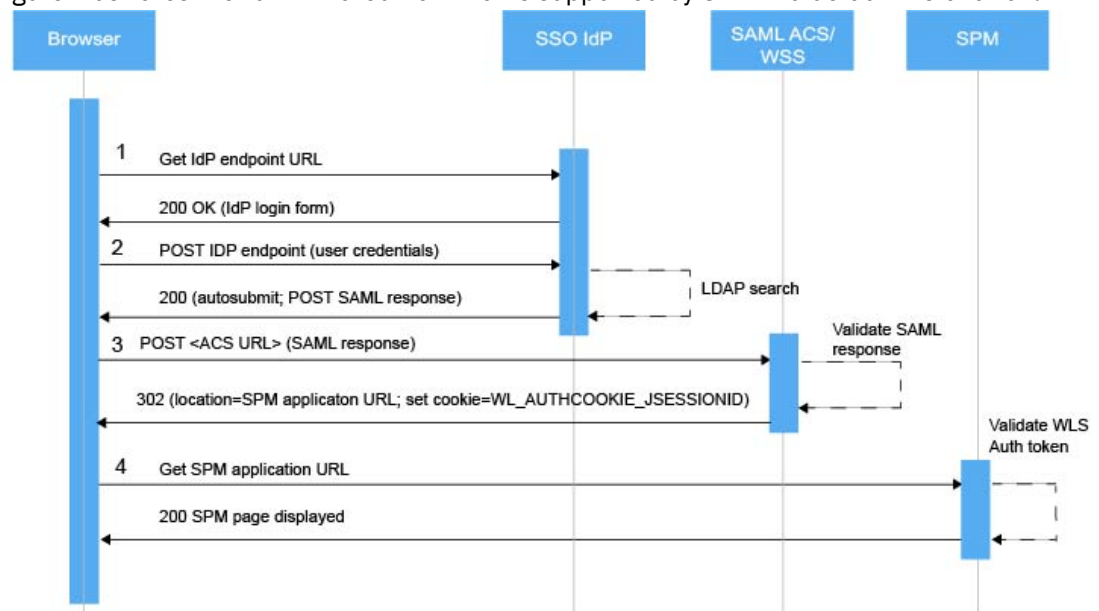 Browser
SSO IdP
SAML ACS/
WSS
SPM
1
Get IdP endpoint URL
200 OK (IdP login form)
2
POST IDP endpoint (user credentials)
LDAP search
200 (autosubmit; POST SAML response)
Validate SAML
response
3
POST <ACS URL> (SAML response)
302 (location=SPM applicaton URL; set cookie=WL_AUTHCOOKIE_JSESSIONID)
Validate WLS
Auth token
4
Get SPM application URL
200 SPM page displayed